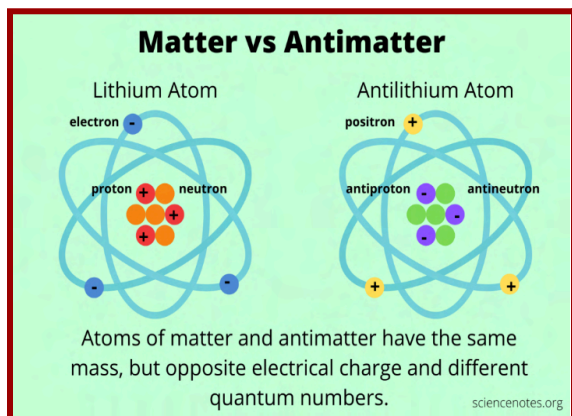 Matter vs Antimatter
Lithium Atom
Antilithium Atom
electron -
positron +
proton + neutron
+
+
antiproton - antineutron
-
-
-
-
+
+
Atoms of matter and antimatter have the same
mass, but opposite electrical charge and different
quantum numbers.
sciencenotes.org